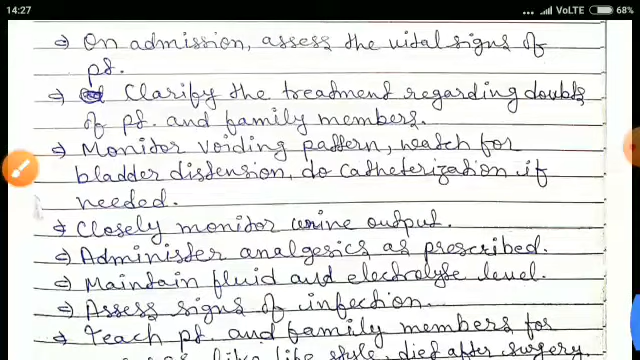 14:27 ... VoLTE 68%
→ On admission, assess the vital signs of
pt.
→ Clarify the treatment regarding doubts
of pt. and family members.
→ Monitor voiding pattern, watch for
bladder distension, do catheterization if
needed.
→ Closely monitor urine output.
→ Administer analgesics as prescribed.
→ Maintain fluid and electrolyte level.
→ Assess signs of infection.
→ Teach pt. and family members for
like life style, diet after surgery